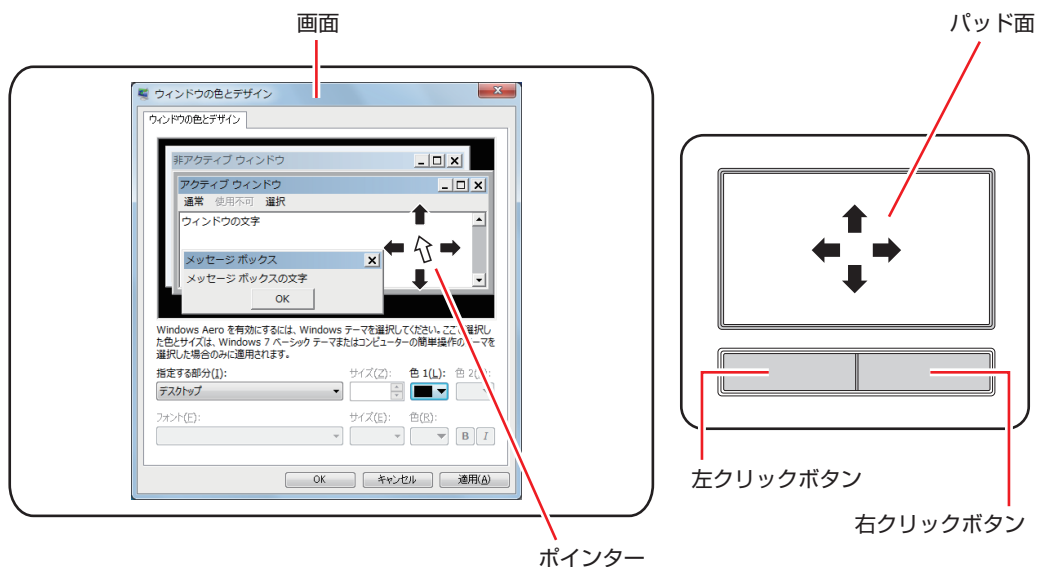 画面
パッド面
ウィンドウの色とデザイン
ウィンドウの色とデザイン
非アクティブ ウィンドウ
アクティブ ウィンドウ
通常 使用不可 選択
ウィンドウの文字
メッセージ ボックス
メッセージ ボックスの文字
OK
Windows Aero を有効にするには、Windows テーマを選択してください。ここで選択し
た色とサイズは、Windows 7 ベーシック テーマまたはコンピューターの簡単操作のテーマを
選択した場合のみに適用されます。
指定する部分(I): サイズ(Z): 色 1(L): 色 2():
デスクトップ
フォント(F): サイズ(E): 色(R):
B I
OK キャンセル 適用(A)
左クリックボタン
右クリックボタン
ポインター